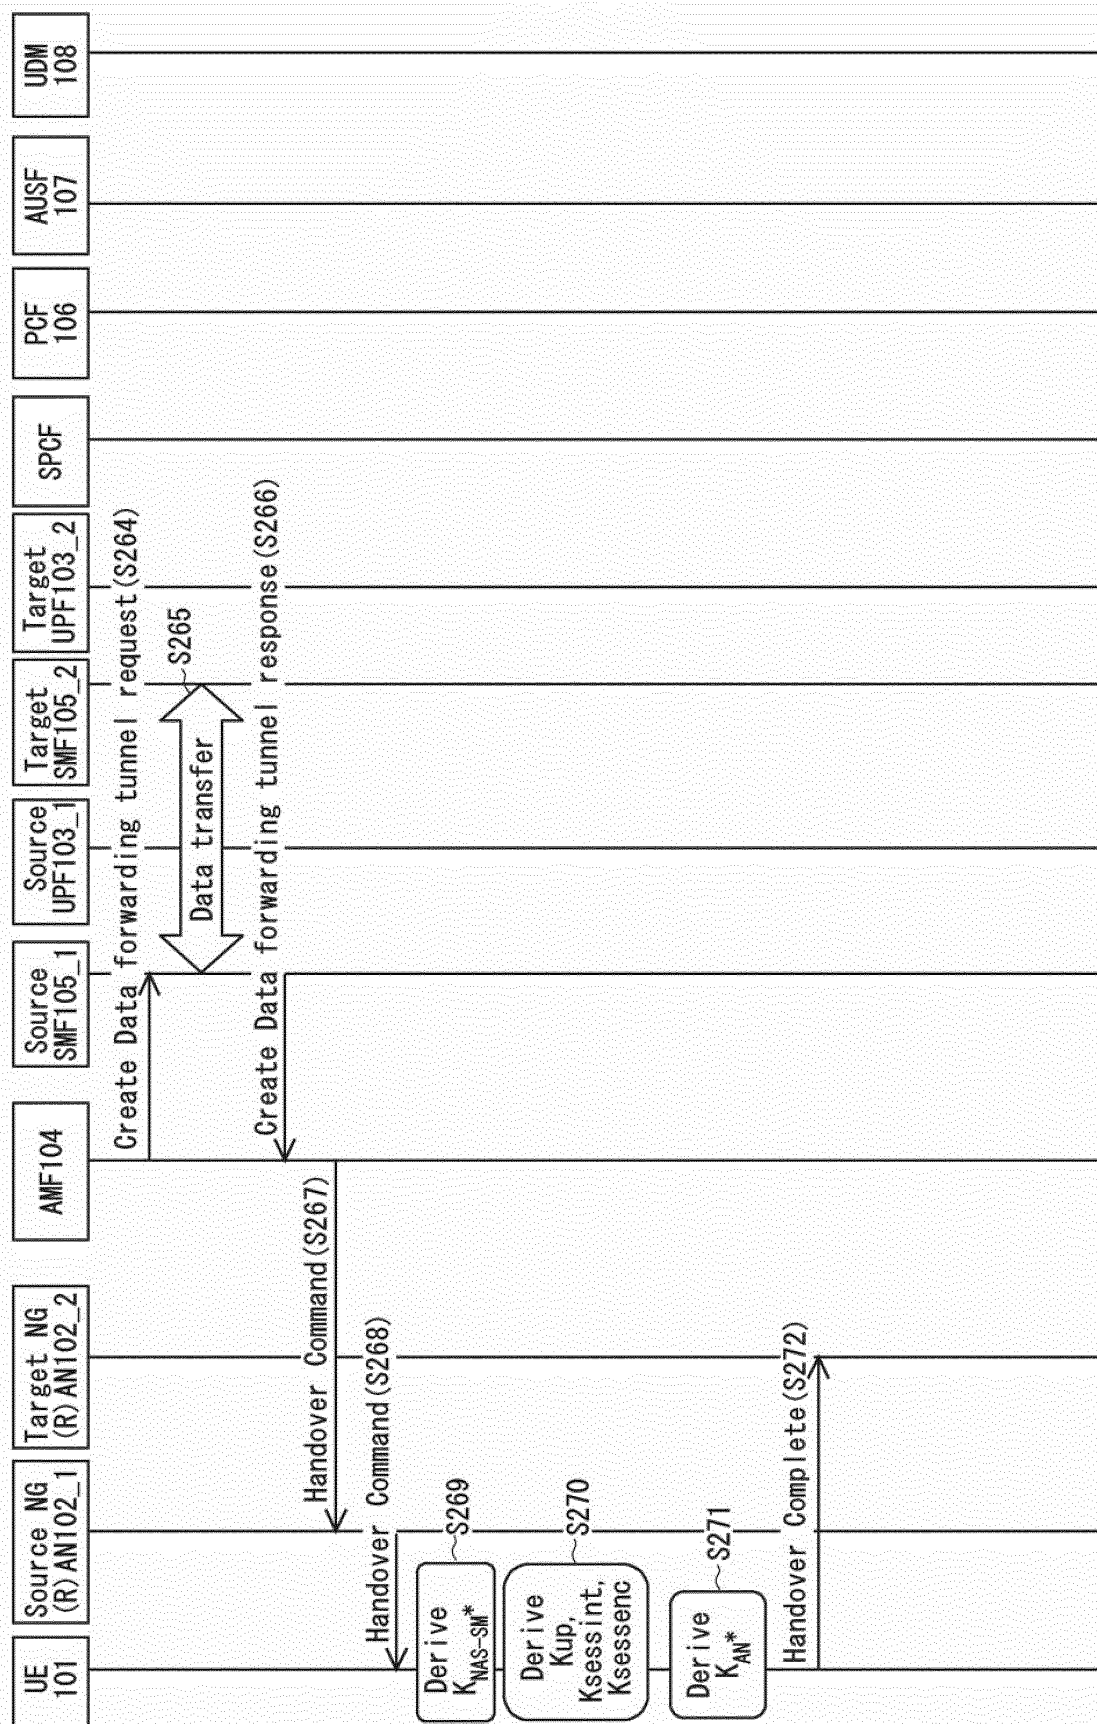 UE
101
Source NG
(R)AN102_1
Target NG
(R)AN102_2
AMF104
Source
SMF105_1
Source
UPF103_1
Target
SMF105_2
Target
UPF103_2
SPCF
PCF
106
AUSF
107
UDM
108
Create Data forwarding tunnel request(S264)
Data transfer
S265
Create Data forwarding tunnel response(S266)
Handover Command(S267)
Handover Command(S268)
Derive
KNAS-SM*
S269
Derive
Kup,
Ksessint,
Ksessenc
S270
Derive
KAN*
S271
Handover Complete(S272)